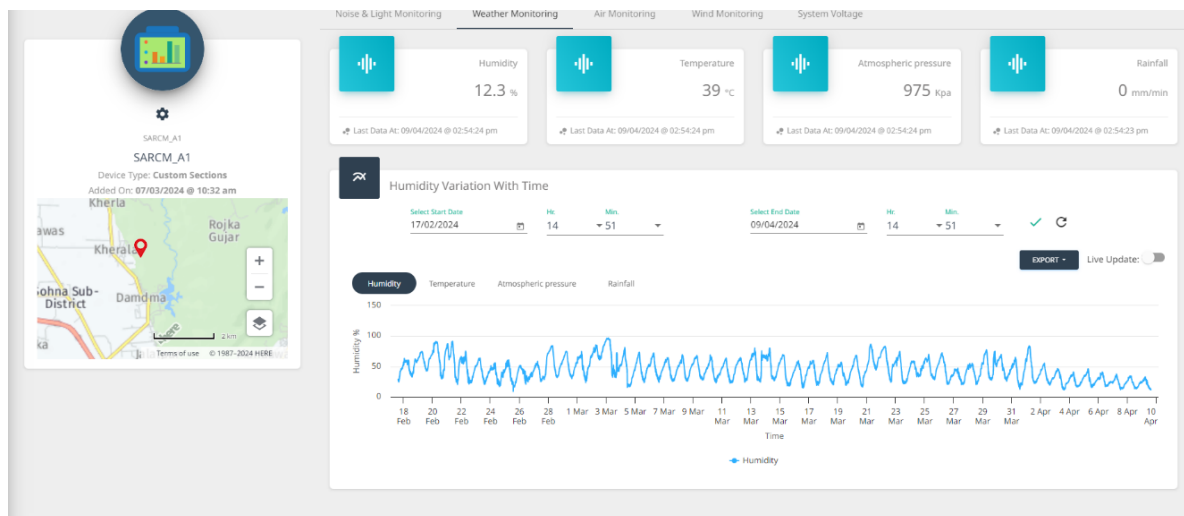 Noise & Light Monitoring Weather Monitoring Air Monitoring Wind Monitoring System Voltage
SARCM_A1
SARCM_A1
Device Type: Custom Sections
Added On: 07/03/2024 @ 10:32 am
Kherla
Rojka
Gujar
awas
Kherala
ohna Sub-
District
Damdma
ka
2 km
Terms of use © 1987-2024 HERE
+
−
Humidity
12.3 %
Last Data At: 09/04/2024 @ 02:54:24 pm
Temperature
39 °C
Last Data At: 09/04/2024 @ 02:54:24 pm
Atmospheric pressure
975 Kpa
Last Data At: 09/04/2024 @ 02:54:24 pm
Rainfall
0 mm/min
Last Data At: 09/04/2024 @ 02:54:23 pm
Humidity Variation With Time
Select Start Date Hr. Min. Select End Date Hr. Min.
17/02/2024 14 51 09/04/2024 14 51
EXPORT Live Update:
Humidity Temperature Atmospheric pressure Rainfall
Humidity %
150
100
50
0
18 Feb 20 Feb 22 Feb 24 Feb 26 Feb 28 Feb 1 Mar 3 Mar 5 Mar 7 Mar 9 Mar 11 Mar 13 Mar 15 Mar 17 Mar 19 Mar 21 Mar 23 Mar 25 Mar 27 Mar 29 Mar 31 Mar 2 Apr 4 Apr 6 Apr 8 Apr 10 Apr
Time
Humidity